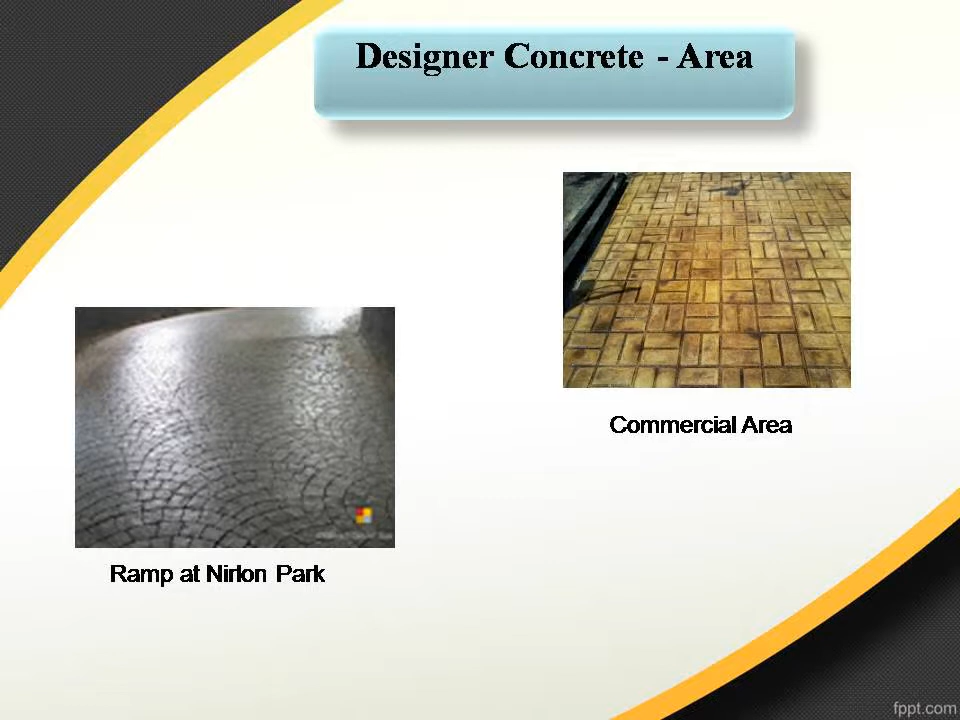 Designer Concrete - Area
Commercial Area
Ramp at Nirlon Park
fppt.com